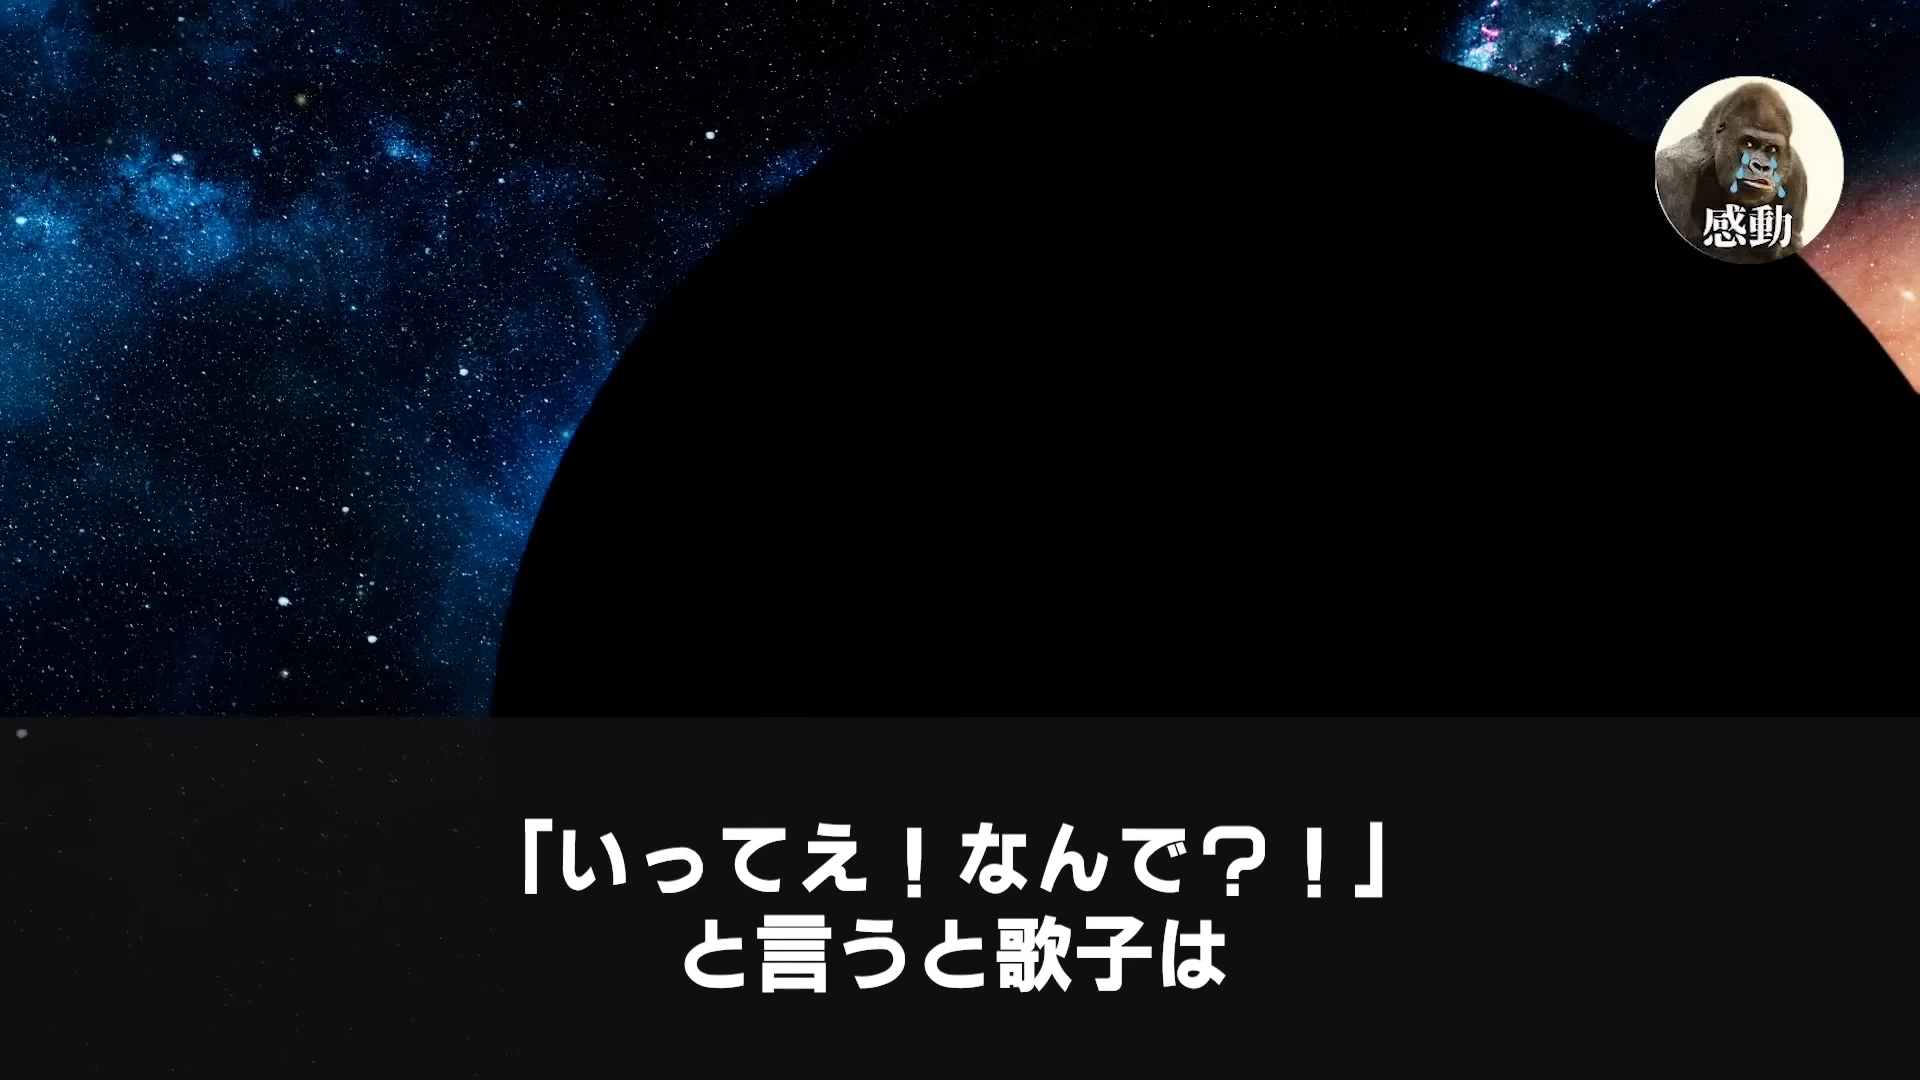 感動
「いってえ！なんで？！」
と言うと歌子は